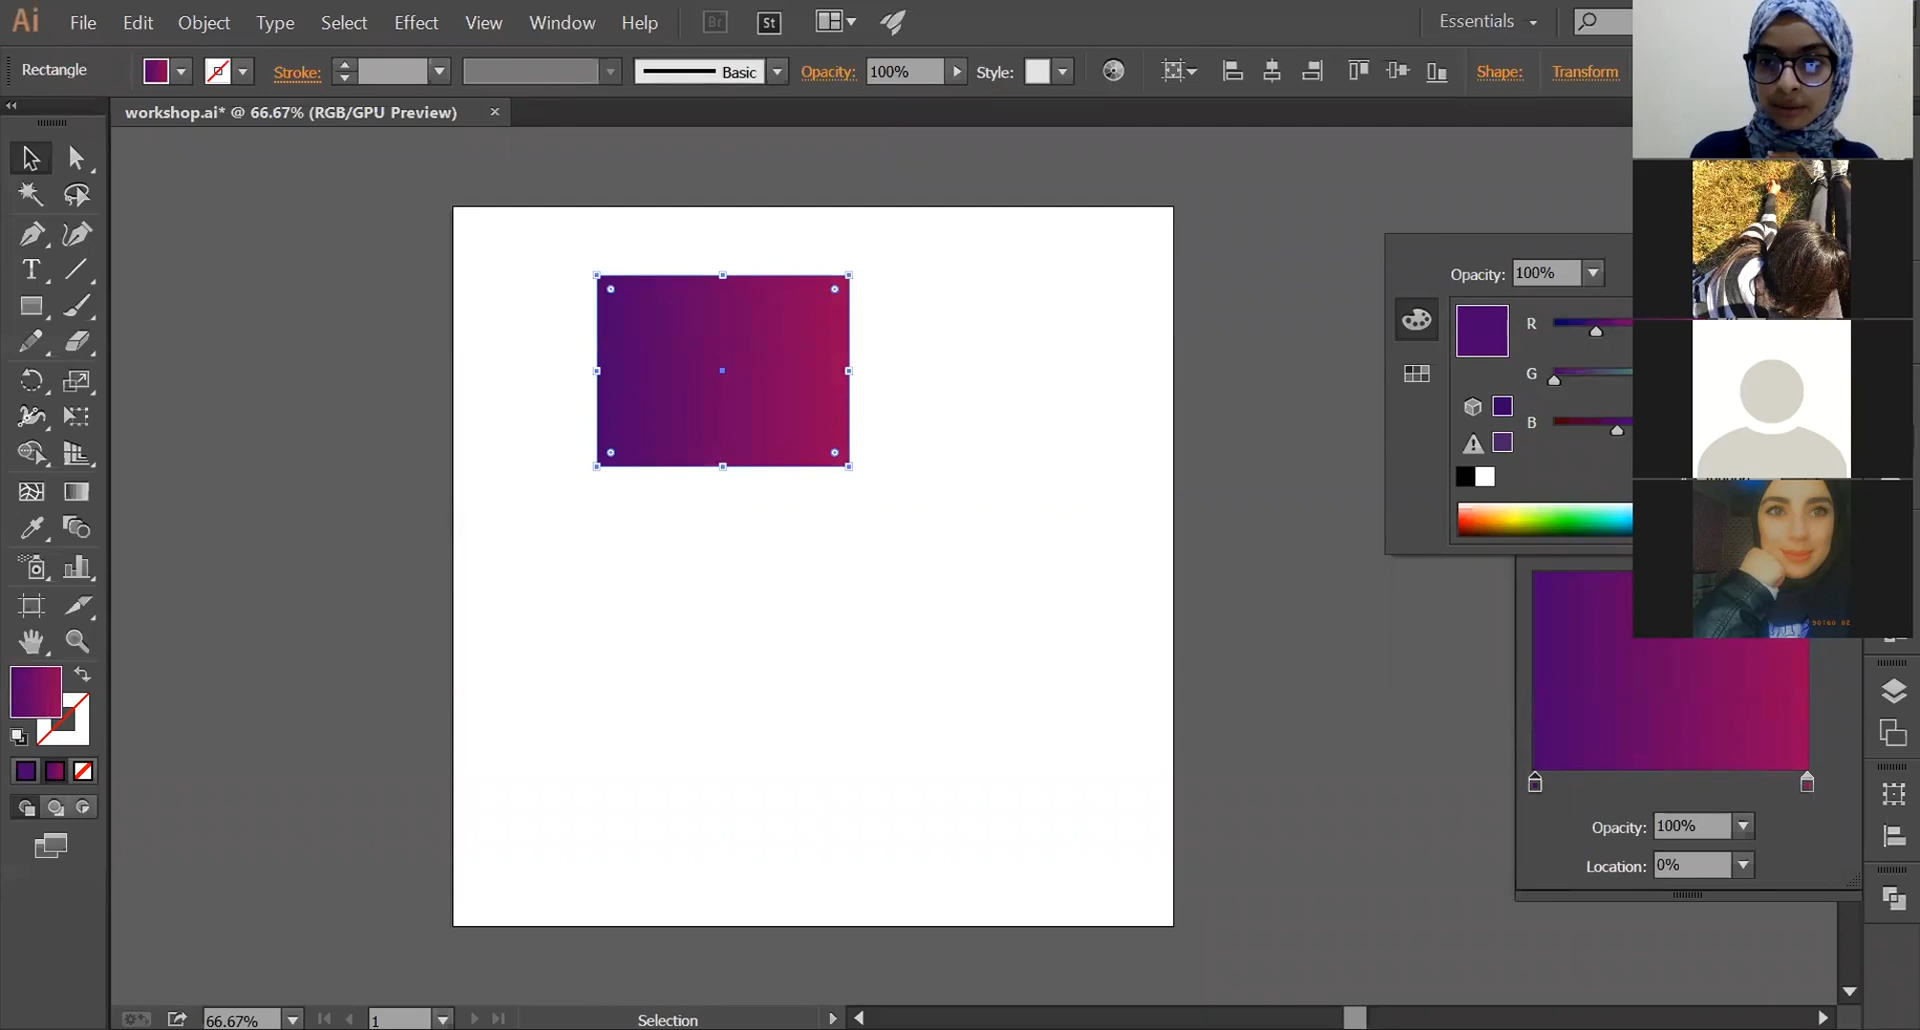 Ai File Edit Object Type Select Effect View Window Help Br St Essentials
Rectangle Stroke: Basic Opacity: 100% Style: Shape: Transform
workshop.ai* @ 66.67% (RGB/GPU Preview) ×
Opacity: 100%
R
G
B
Opacity: 100%
Location: 0%
66.67% 1 Selection